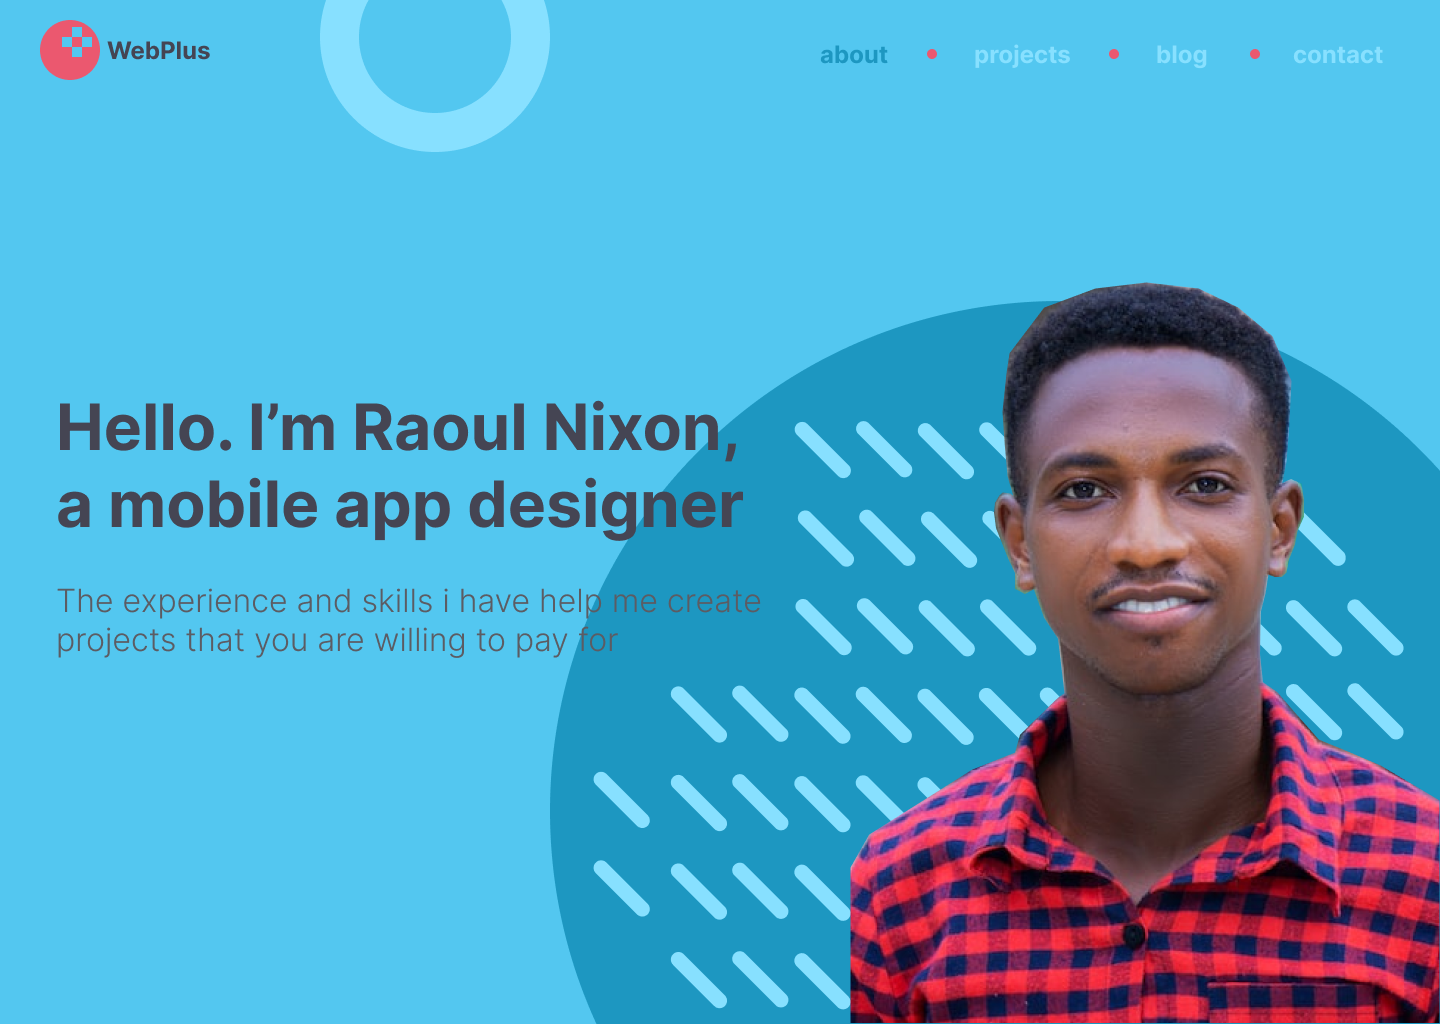 WebPlus
about projects blog contact
Hello. I’m Raoul Nixon,
a mobile app designer
The experience and skills i have help me create
projects that you are willing to pay for